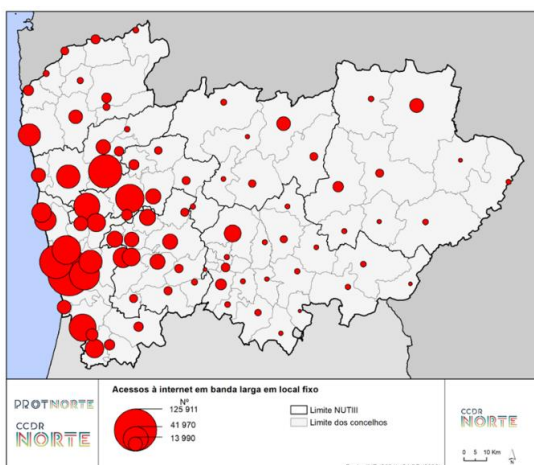 Acessos à internet em banda larga em local fixo
Nº
125 911
41 970
13 990
Limite NUTIII
Limite dos concelhos
PROTNORTE
CCDR
NORTE
CCDR
NORTE
0 5 10 Km